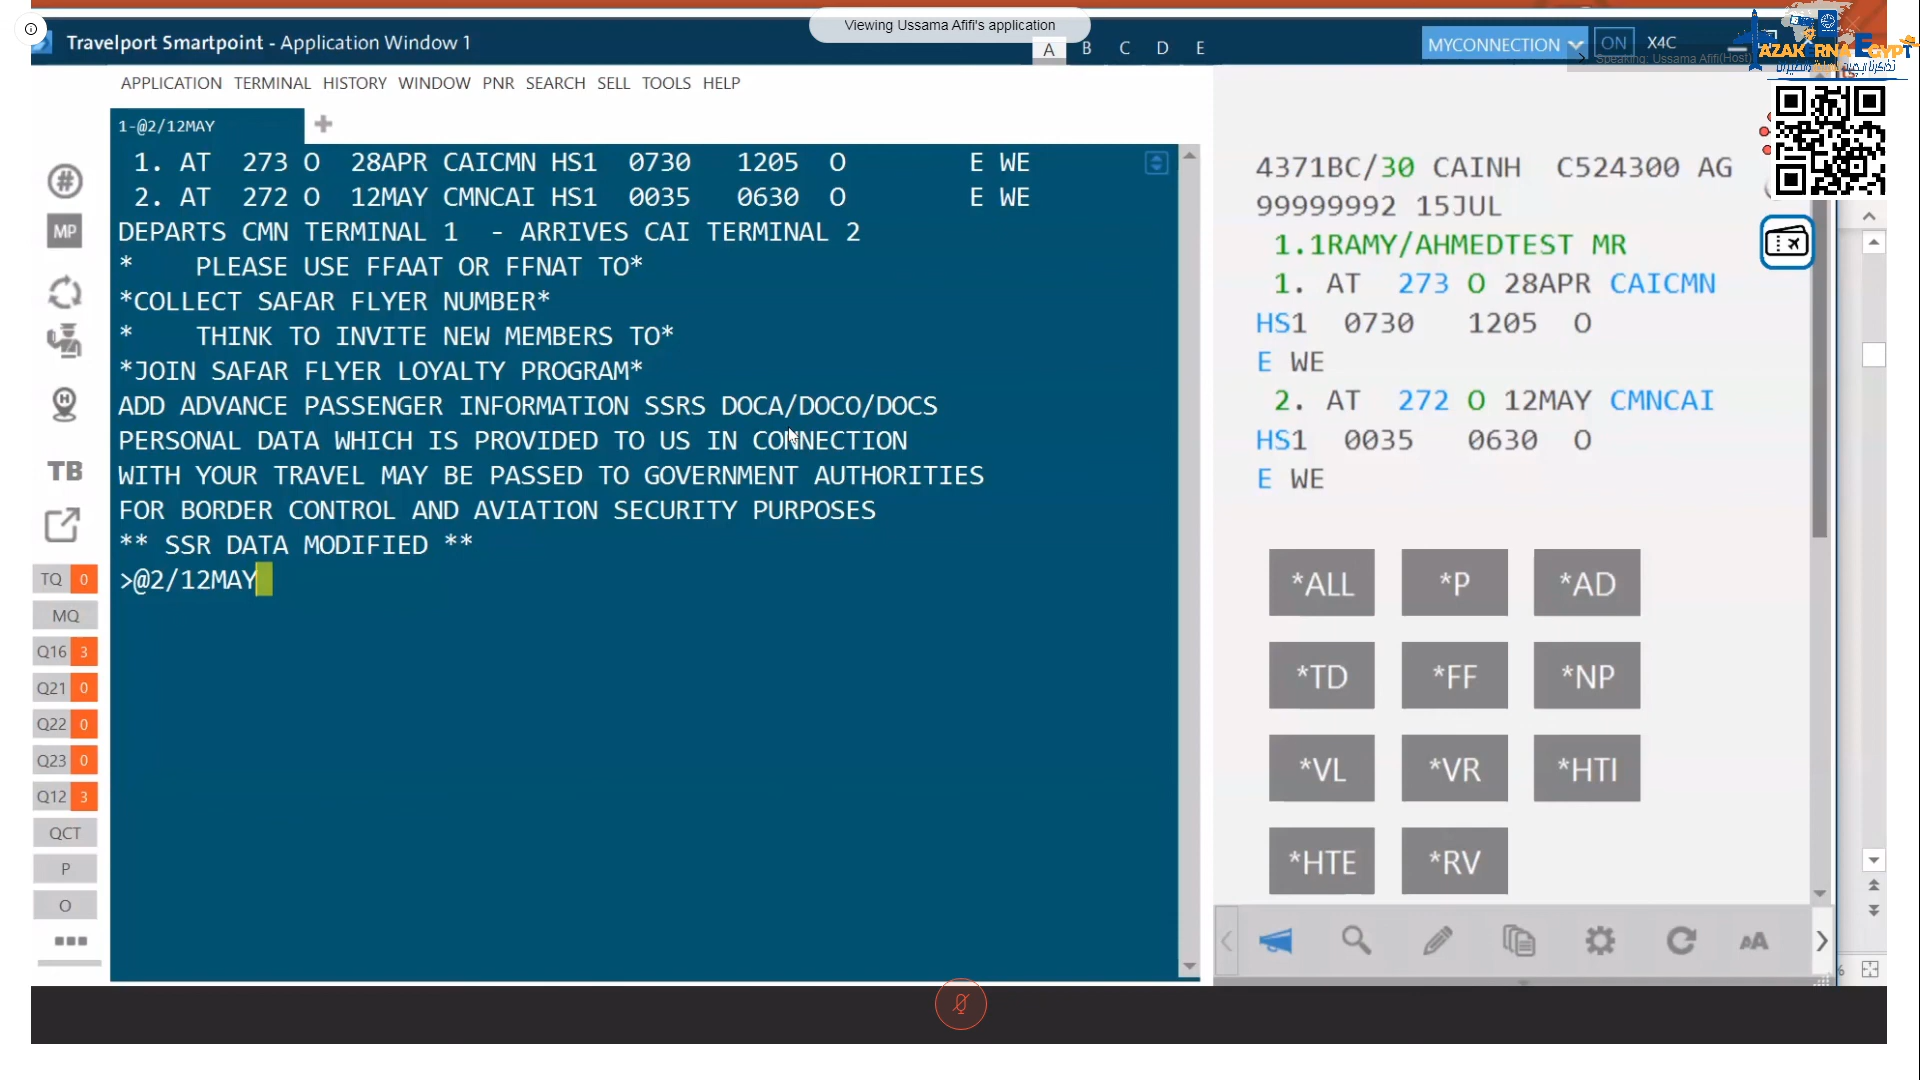 Viewing Ussama Afifi's application
Travelport Smartpoint - Application Window 1
A B C D E
MYCONNECTION ON X4C
Speaking: Ussama Afifi(Host)
AZAK RNA EGYPT
APPLICATION TERMINAL HISTORY WINDOW PNR SEARCH SELL TOOLS HELP
1-@2/12MAY
1. AT 273 O 28APR CAICMN HS1 0730 1205 O E WE
2. AT 272 O 12MAY CMNCAI HS1 0035 0630 O E WE
DEPARTS CMN TERMINAL 1 - ARRIVES CAI TERMINAL 2
* PLEASE USE FFAAT OR FFNAT TO*
*COLLECT SAFAR FLYER NUMBER*
* THINK TO INVITE NEW MEMBERS TO*
*JOIN SAFAR FLYER LOYALTY PROGRAM*
ADD ADVANCE PASSENGER INFORMATION SSRS DOCA/DOCO/DOCS
PERSONAL DATA WHICH IS PROVIDED TO US IN CONNECTION
WITH YOUR TRAVEL MAY BE PASSED TO GOVERNMENT AUTHORITIES
FOR BORDER CONTROL AND AVIATION SECURITY PURPOSES
** SSR DATA MODIFIED **
>@2/12MAY
MP
TB
TQ 0
MQ
Q16 3
Q21 0
Q22 0
Q23 0
Q12 3
QCT
P
O
4371BC/30 CAINH C524300 AG
99999992 15JUL
1.1RAMY/AHMEDTEST MR
1. AT 273 O 28APR CAICMN
HS1 0730 1205 O
E WE
2. AT 272 O 12MAY CMNCAI
HS1 0035 0630 O
E WE
*ALL *P *AD
*TD *FF *NP
*VL *VR *HTI
*HTE *RV
AA